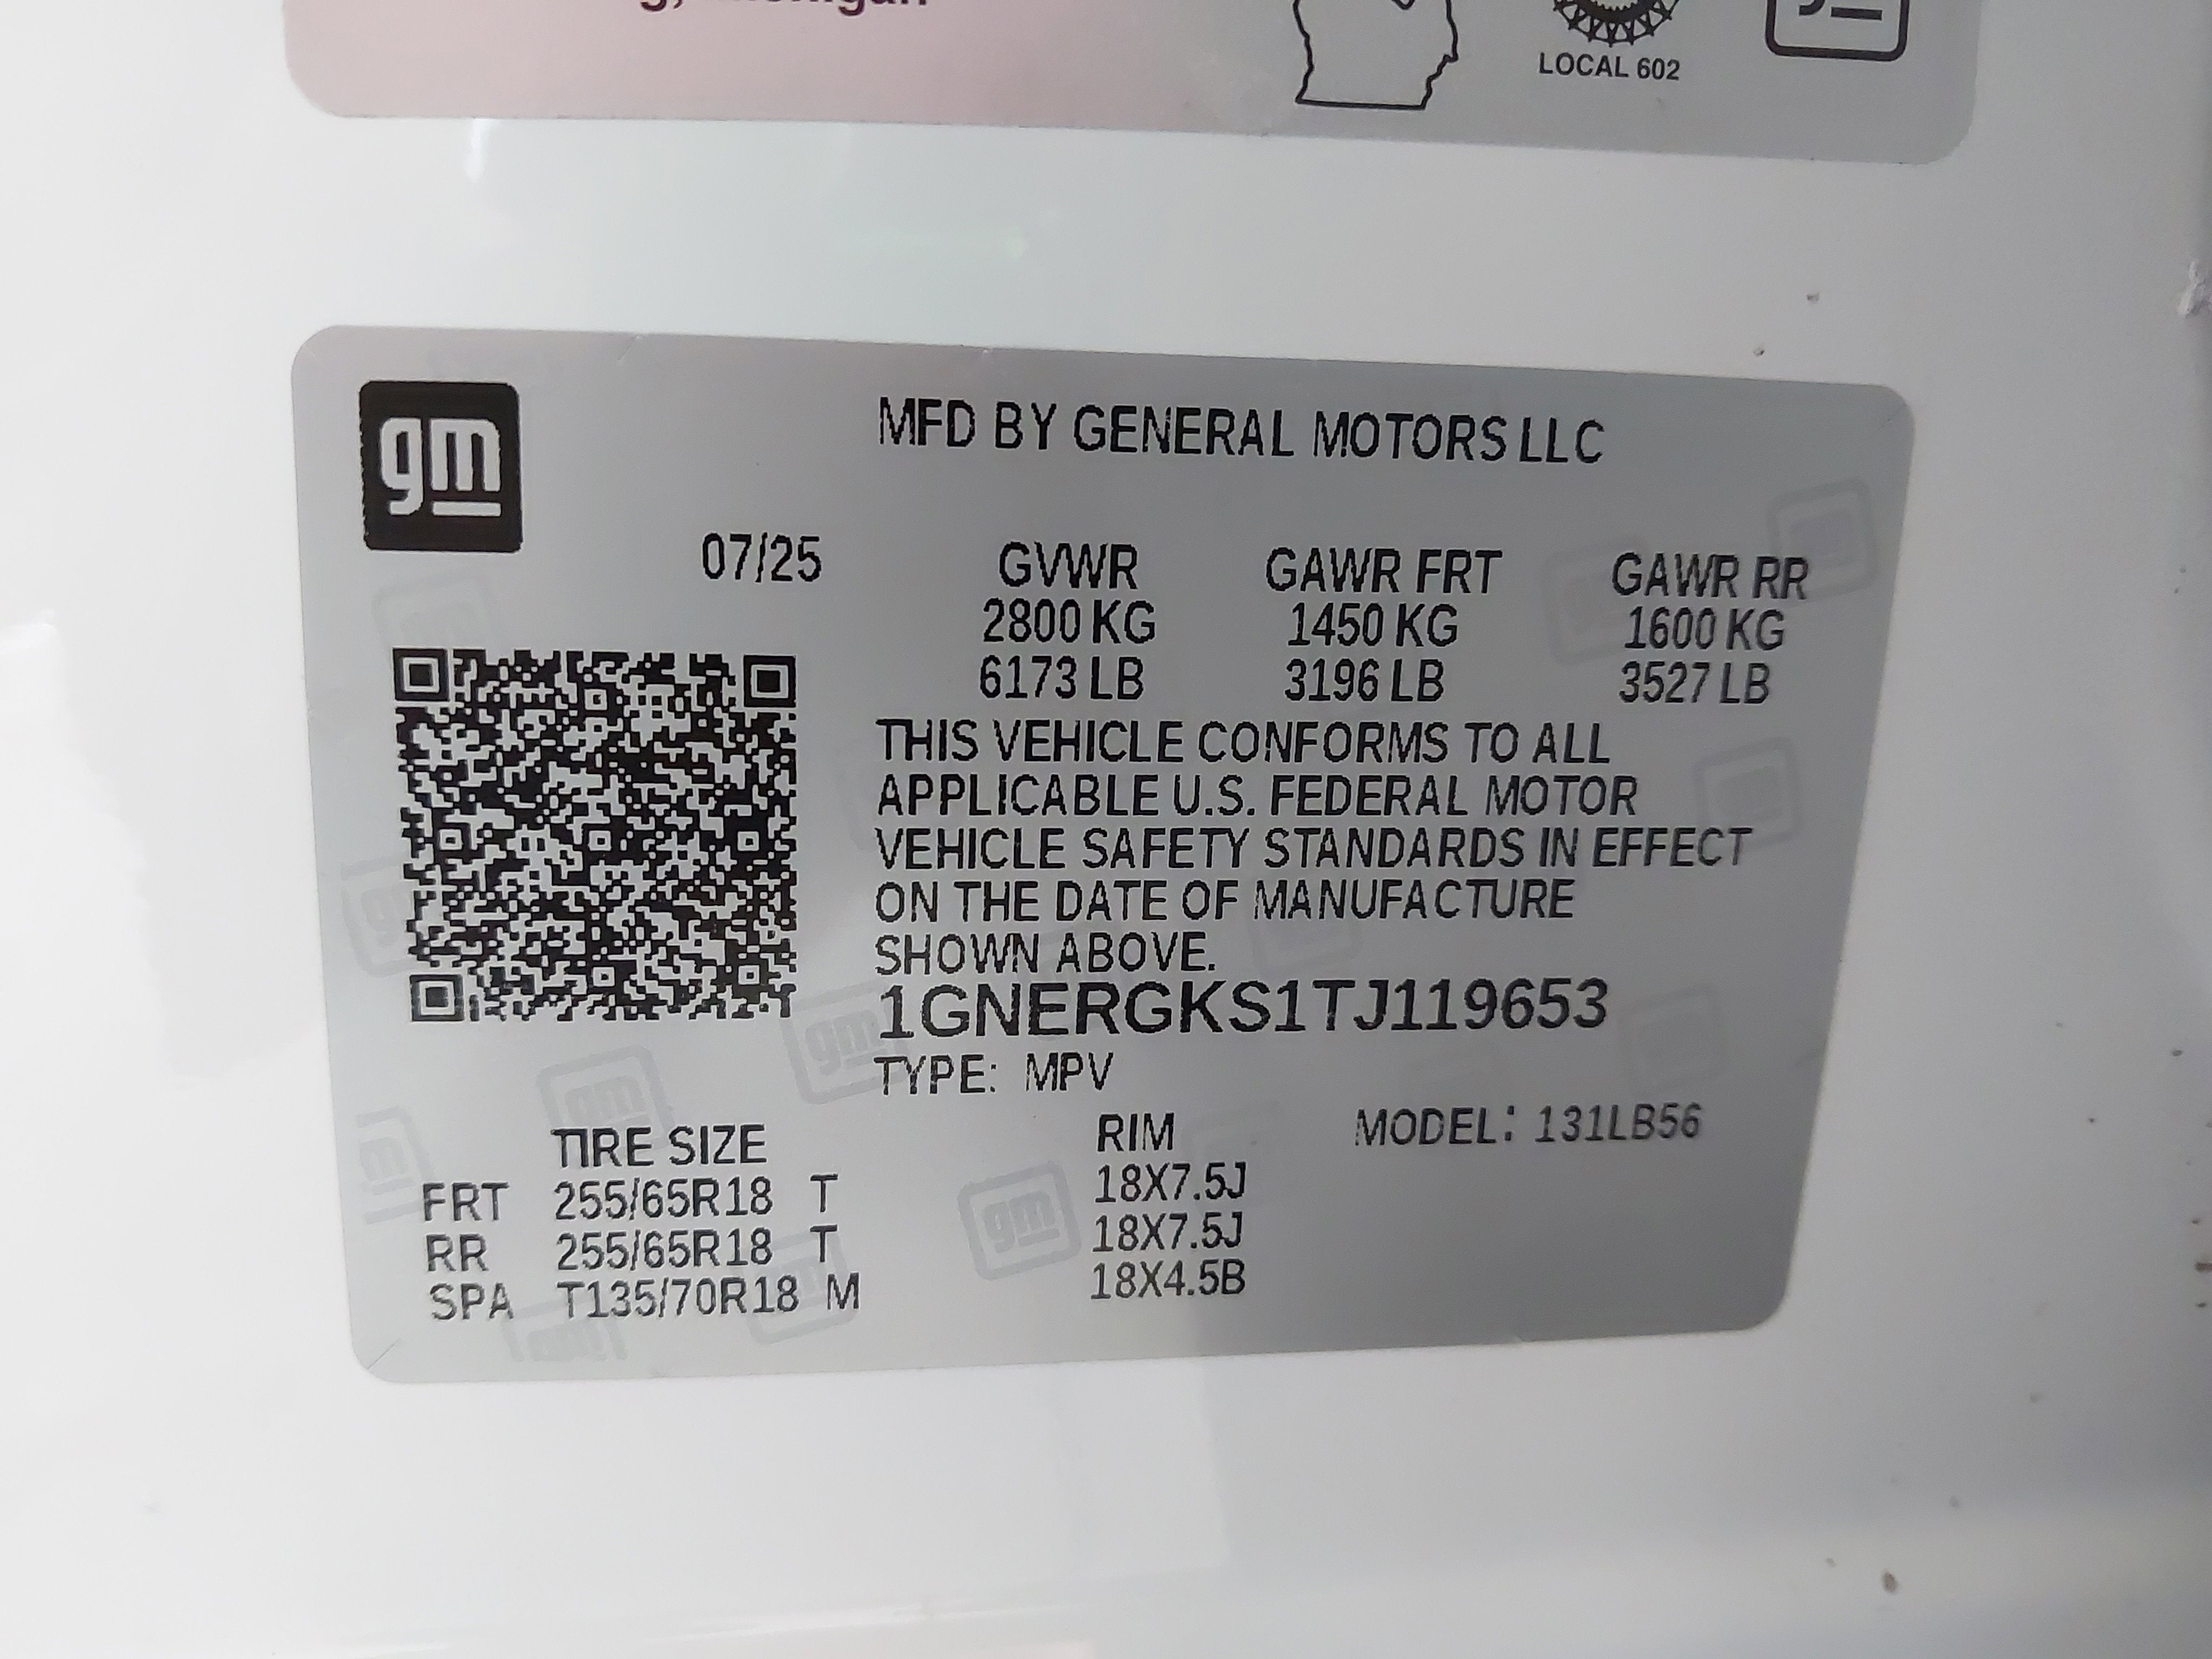 LOCAL 602
gm
MFD BY GENERAL MOTORS LLC
07/25
GVWR GAWR FRT GAWR RR
2800 KG 1450 KG 1600 KG
6173 LB 3196 LB 3527 LB
THIS VEHICLE CONFORMS TO ALL
APPLICABLE U.S. FEDERAL MOTOR
VEHICLE SAFETY STANDARDS IN EFFECT
ON THE DATE OF MANUFACTURE
SHOWN ABOVE.
1GNERGKS1TJ119653
TYPE: MPV
TIRE SIZE RIM MODEL: 131LB56
FRT 255/65R18 T 18X7.5J
RR 255/65R18 T 18X7.5J
SPA T135/70R18 M 18X4.5B